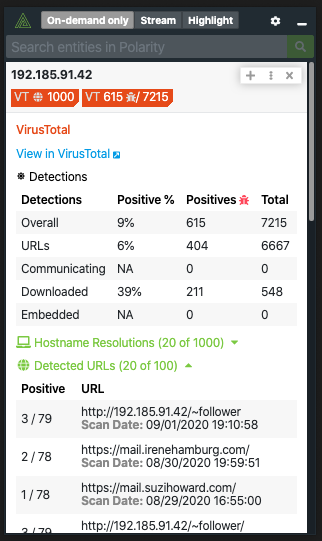 On-demand only Stream Highlight
Search entities in Polarity
192.185.91.42
VT 1000 VT 615 / 7215
VirusTotal
View in VirusTotal
Detections
Detections Positive % Positives Total
Overall 9% 615 7215
URLs 6% 404 6667
Communicating NA 0 0
Downloaded 39% 211 548
Embedded NA 0 0
Hostname Resolutions (20 of 1000)
Detected URLs (20 of 100)
Positive URL
3 / 79 http://192.185.91.42/~follower
Scan Date: 09/01/2020 19:10:58
2 / 78 https://mail.irenehamburg.com/
Scan Date: 08/30/2020 19:59:51
1 / 78 https://mail.suzihoward.com/
Scan Date: 08/29/2020 16:55:00
3 / 79 http://192.185.91.42/~follower/